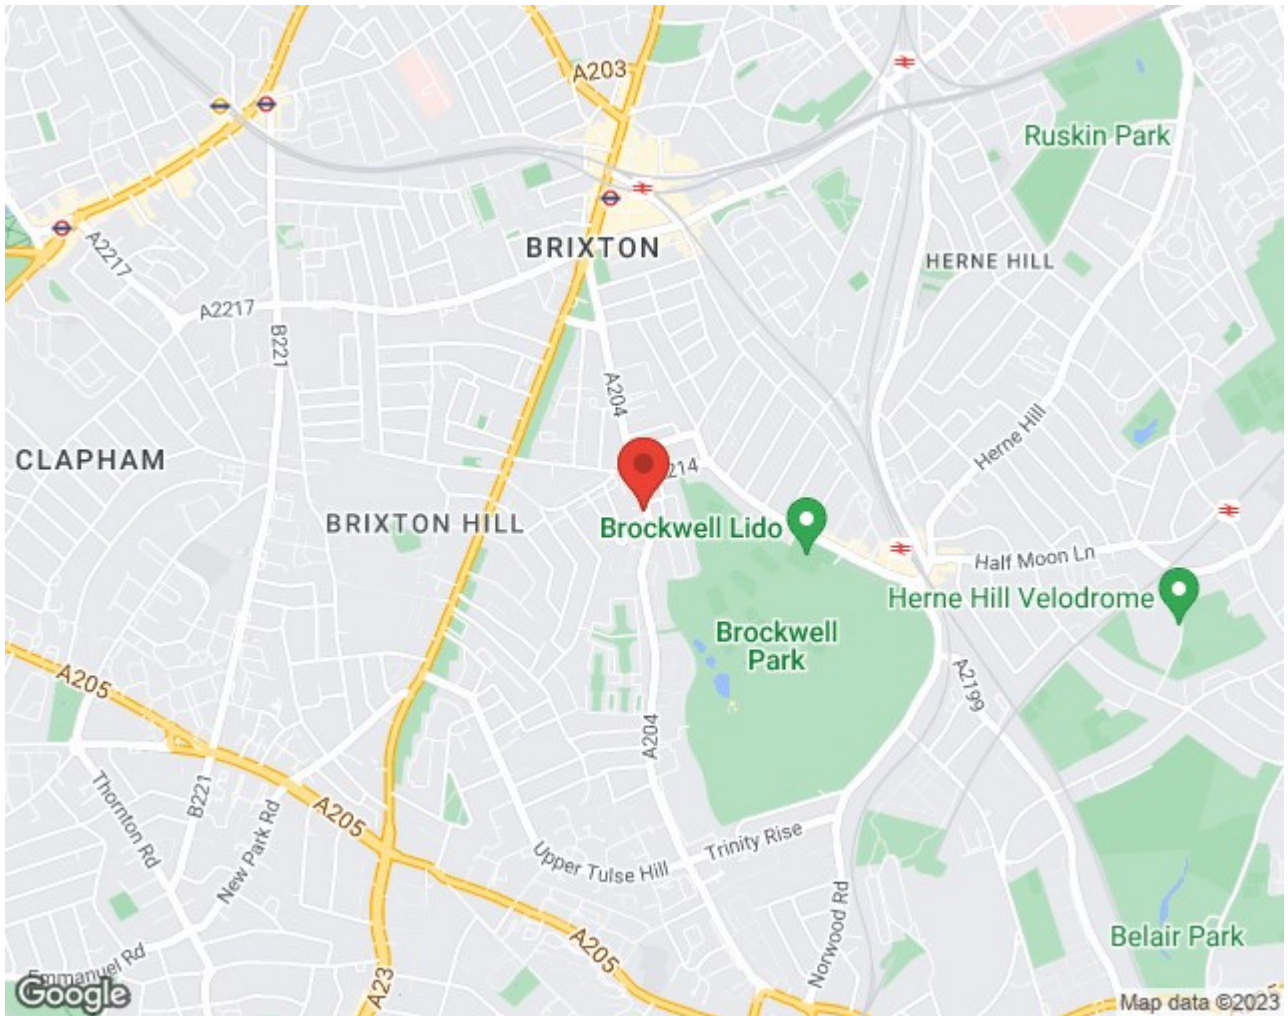 A203
Ruskin Park
BRIXTON
HERNE HILL
A2217
A2217
B221
A204
Herne Hill
CLAPHAM
BRIXTON HILL
Brockwell Lido
Half Moon Ln
Herne Hill Velodrome
Brockwell
Park
A205
A2199
A204
Thornton Rd
B221
New Park Rd
A205
Upper Tulse Hill
Trinity Rise
Norwood Rd
A205
Belair Park
Emmanuel Rd
A23
Google
Map data ©2023